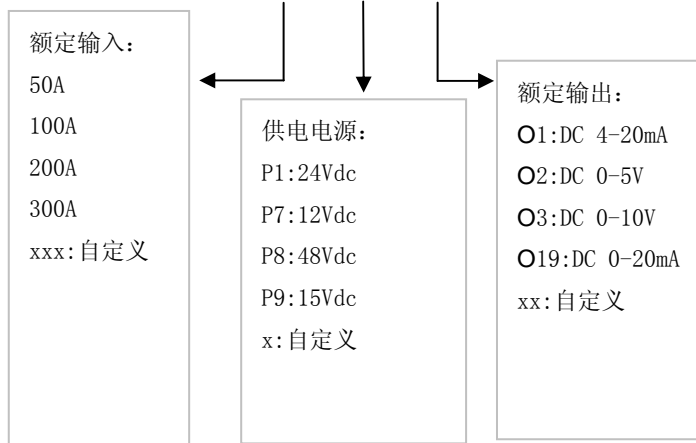 额定输入：
50A
100A
200A
300A
xxx:自定义
供电电源：
P1:24Vdc
P7:12Vdc
P8:48Vdc
P9:15Vdc
x:自定义
额定输出：
O1:DC 4-20mA
O2:DC 0-5V
O3:DC 0-10V
O19:DC 0-20mA
xx:自定义